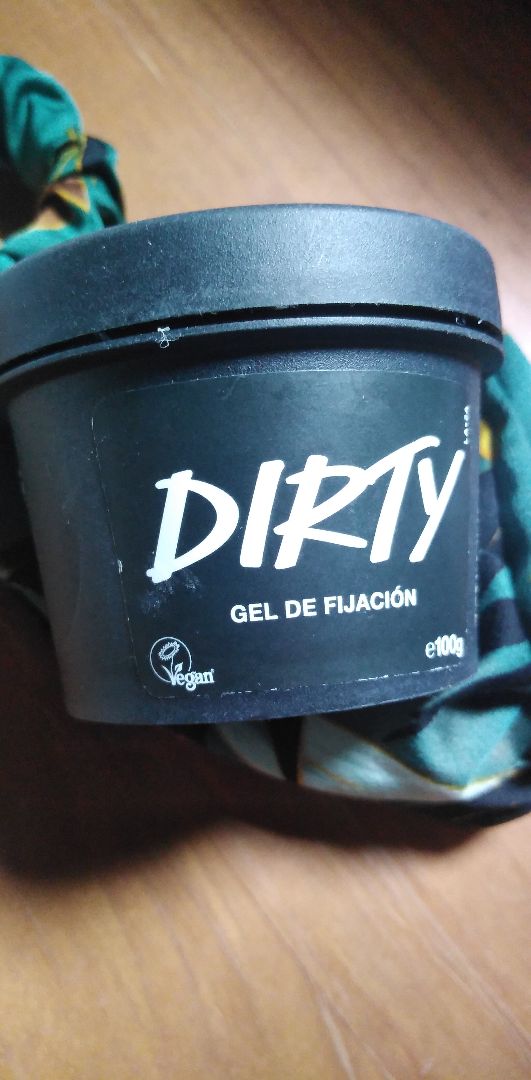 DIRTY
GEL DE FIJACIÓN
Vegan
e100g